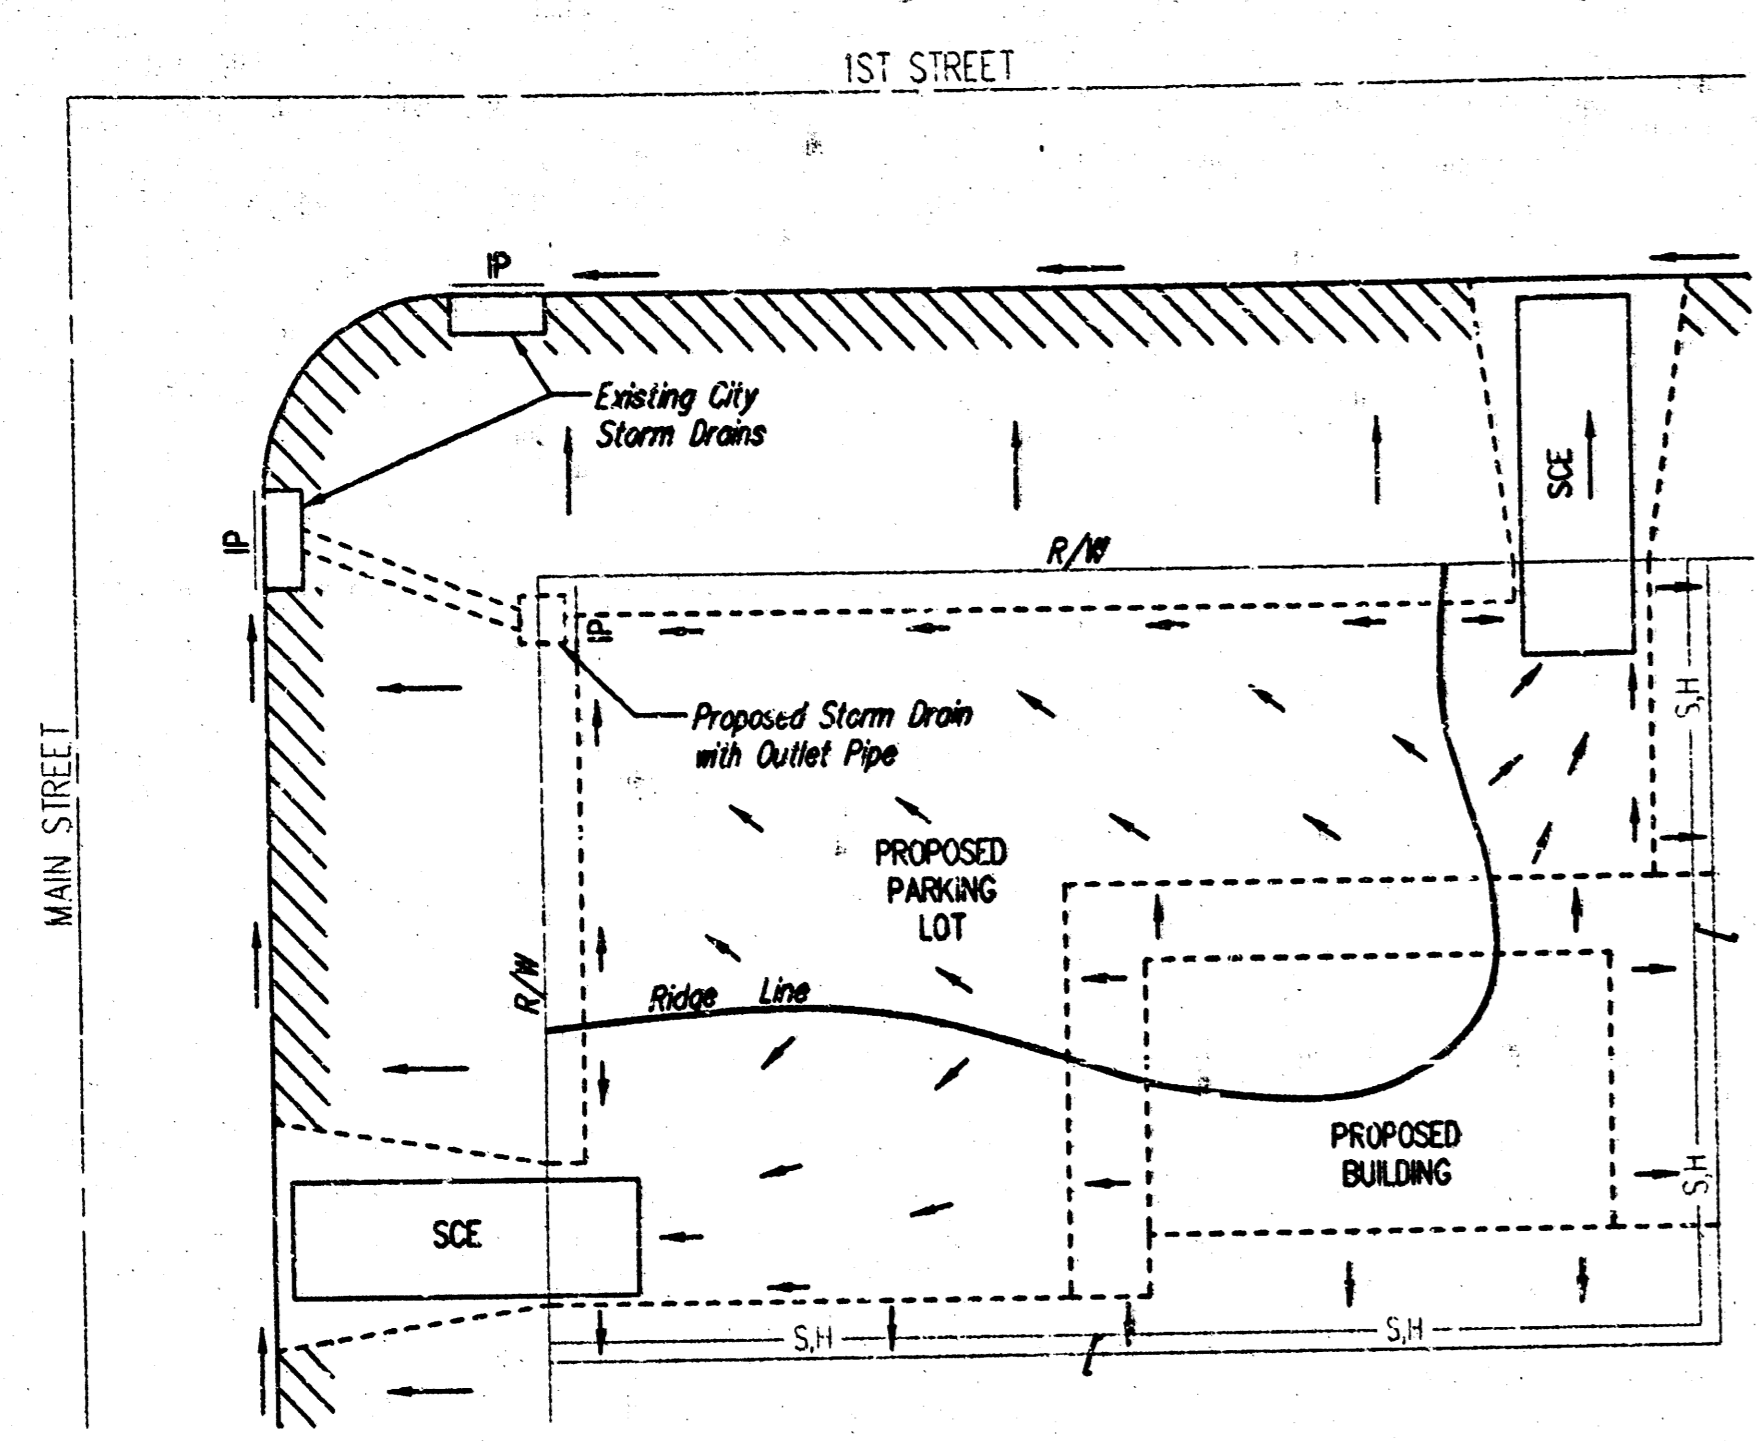 1ST STREET
IP
Existing City
Storm Drains
SCE
IP
R/W
IP
S,H
Proposed Storm Drain
with Outlet Pipe
MAIN STREET
PROPOSED
PARKING
LOT
R/W
Ridge Line
PROPOSED
BUILDING
S,H
SCE
S,H
S,H